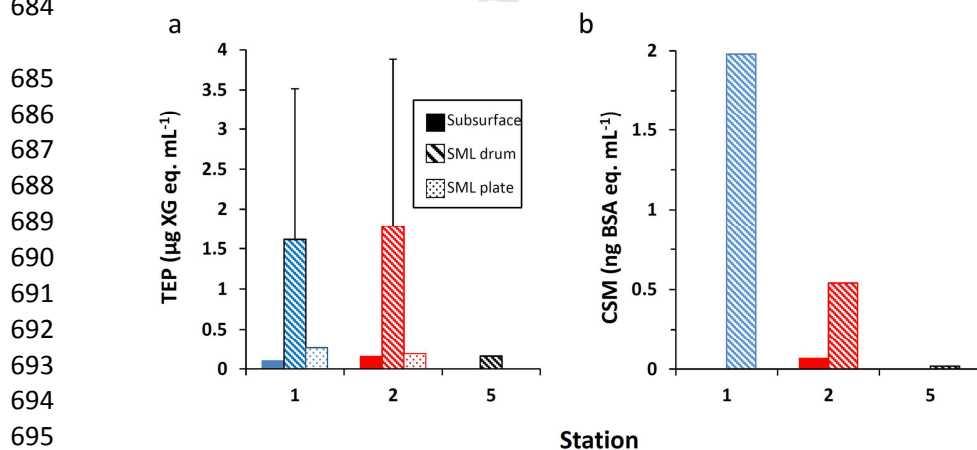 684
685
686
687
688
689
690
691
692
693
694
695
a
TEP (µg XG eq. mL-1)
4
3.5
3
2.5
2
1.5
1
0.5
0
Subsurface
SML drum
SML plate
1 2 5
b
CSM (ng BSA eq. mL-1)
2
1.5
1
0.5
0
1 2 5
Station